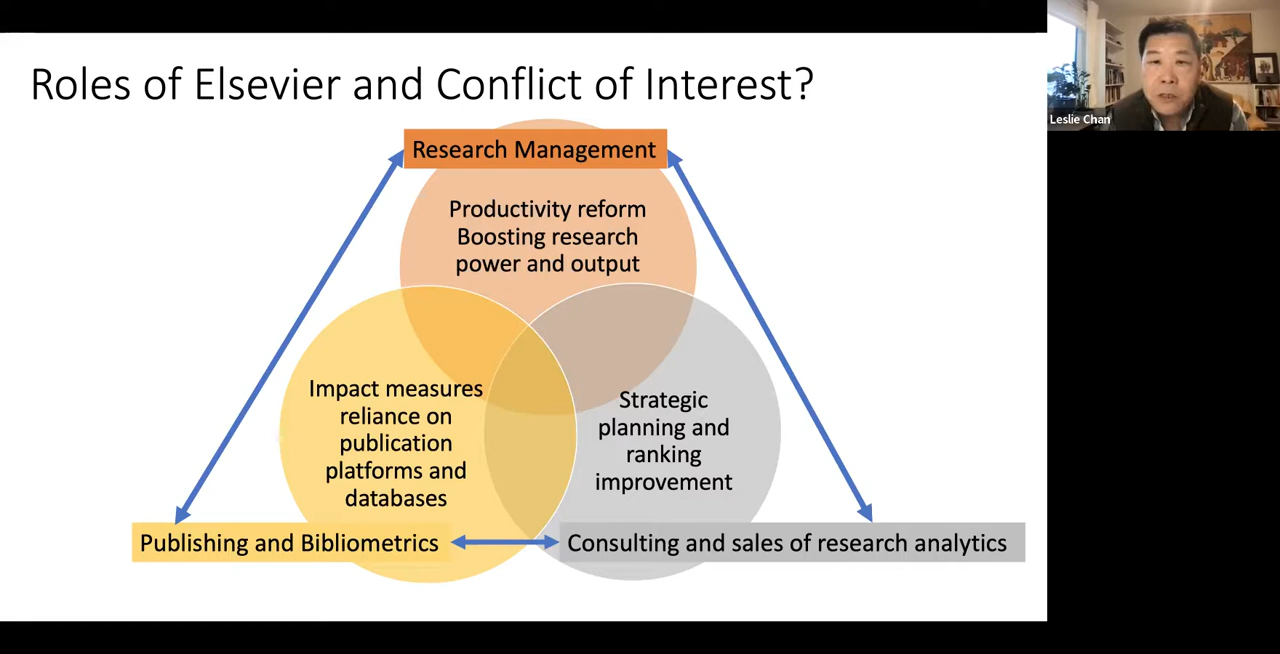 Roles of Elsevier and Conflict of Interest?
Leslie Chan
Research Management
Productivity reform
Boosting research
power and output
Impact measures
reliance on
publication
platforms and
databases
Strategic
planning and
ranking
improvement
Publishing and Bibliometrics
Consulting and sales of research analytics